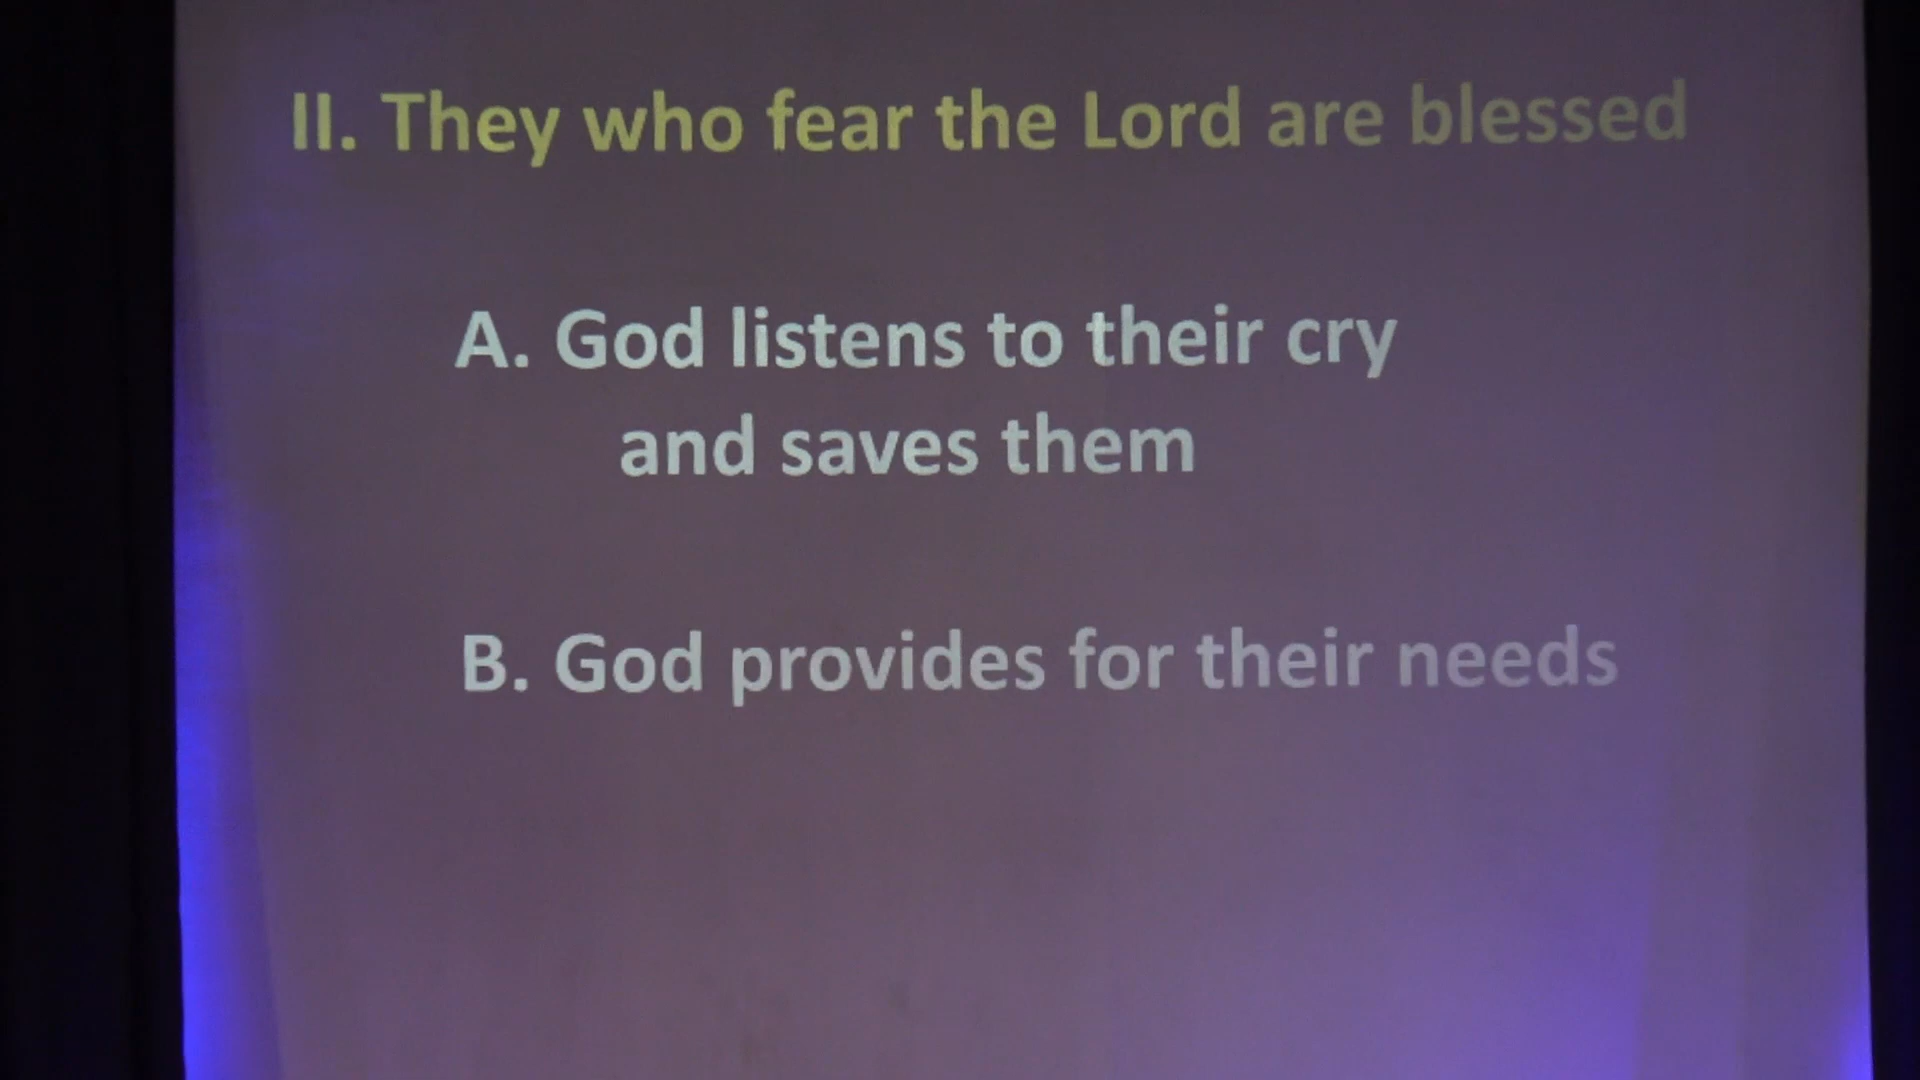 II. They who fear the Lord are blessed
A. God listens to their cry
and saves them
B. God provides for their needs